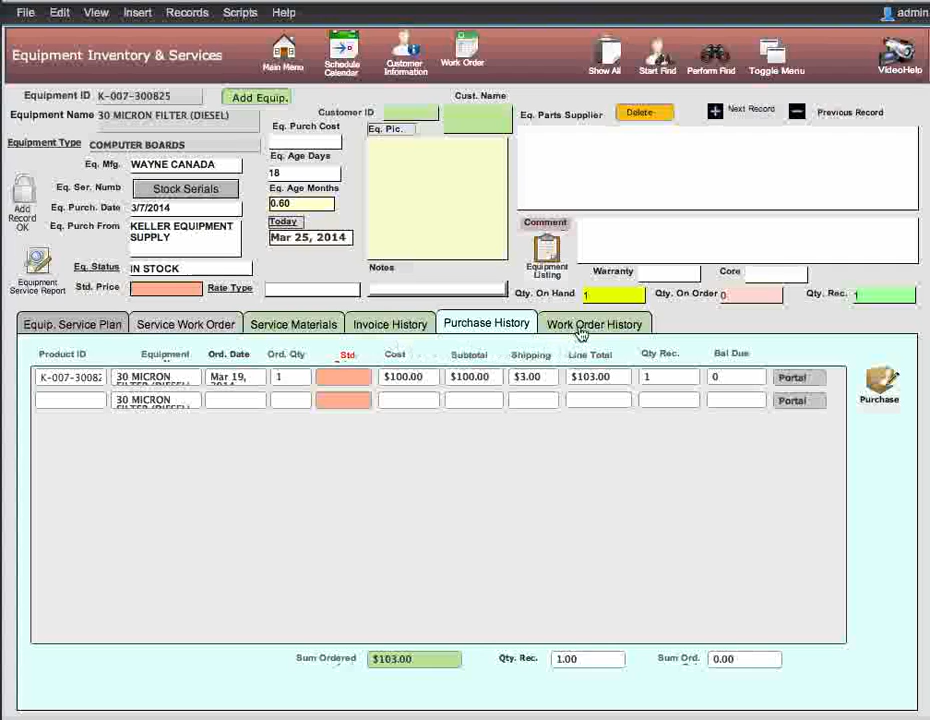 File Edit View Insert Records Scripts Help admin
Equipment Inventory & Services
Main Menu
Schedule Calendar
Customer Information
Work Order
Show All
Start Find
Perform Find
Toggle Menu
VideoHelp
Equipment ID K-007-300825 Add Equip.
Equipment Name 30 MICRON FILTER (DIESEL)
Equipment Type COMPUTER BOARDS
Eq. Mfg. WAYNE CANADA
Eq. Ser. Numb Stock Serials
Eq. Purch. Date 3/7/2014
Eq. Purch From KELLER EQUIPMENT
SUPPLY
Eq. Status IN STOCK
Std. Price Rate Type
Add
Record
OK
Equipment
Service Report
Customer ID
Cust. Name
Eq. Purch Cost
Eq. Pic.
Eq. Age Days
18
Eq. Age Months
0.60
Today
Mar 25, 2014
Notes
Eq. Parts Supplier Delete-
Next Record
Previous Record
Comment
Equipment
Listing
Warranty Core
Qty. On Hand 1 Qty. On Order 0 Qty. Rec. 1
Equip. Service Plan Service Work Order Service Materials Invoice History Purchase History Work Order History
Product ID Equipment Ord. Date Ord. Qty Std Cost Subtotal Shipping Line Total Qty Rec. Bal Due
K-007-3008 30 MICRON FILTER (DIESEL) Mar 19, 2014 1 $100.00 $100.00 $3.00 $103.00 1 0 Portal
30 MICRON Portal
Purchase
Sum Ordered $103.00 Qty. Rec. 1.00 Sum Ord. 0.00